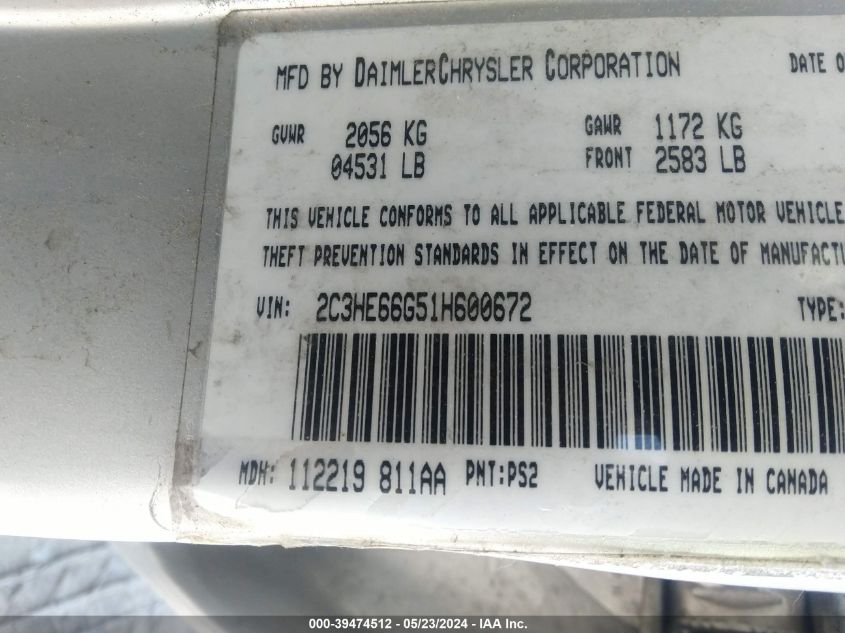 MFD BY DAIMLERCHRYSLER CORPORATION DATE O
GVWR 2056 KG GAWR 1172 KG
04531 LB FRONT 2583 LB
THIS VEHICLE CONFORMS TO ALL APPLICABLE FEDERAL MOTOR VEHICLE
THEFT PREVENTION STANDARDS IN EFFECT ON THE DATE OF MANUFACTU
VIN: 2C3HE66G51H600672 TYPE:
MDH: 112219 811AA PNT:PS2 VEHICLE MADE IN CANADA
000-39474512 - 05/23/2024 - IAA Inc.